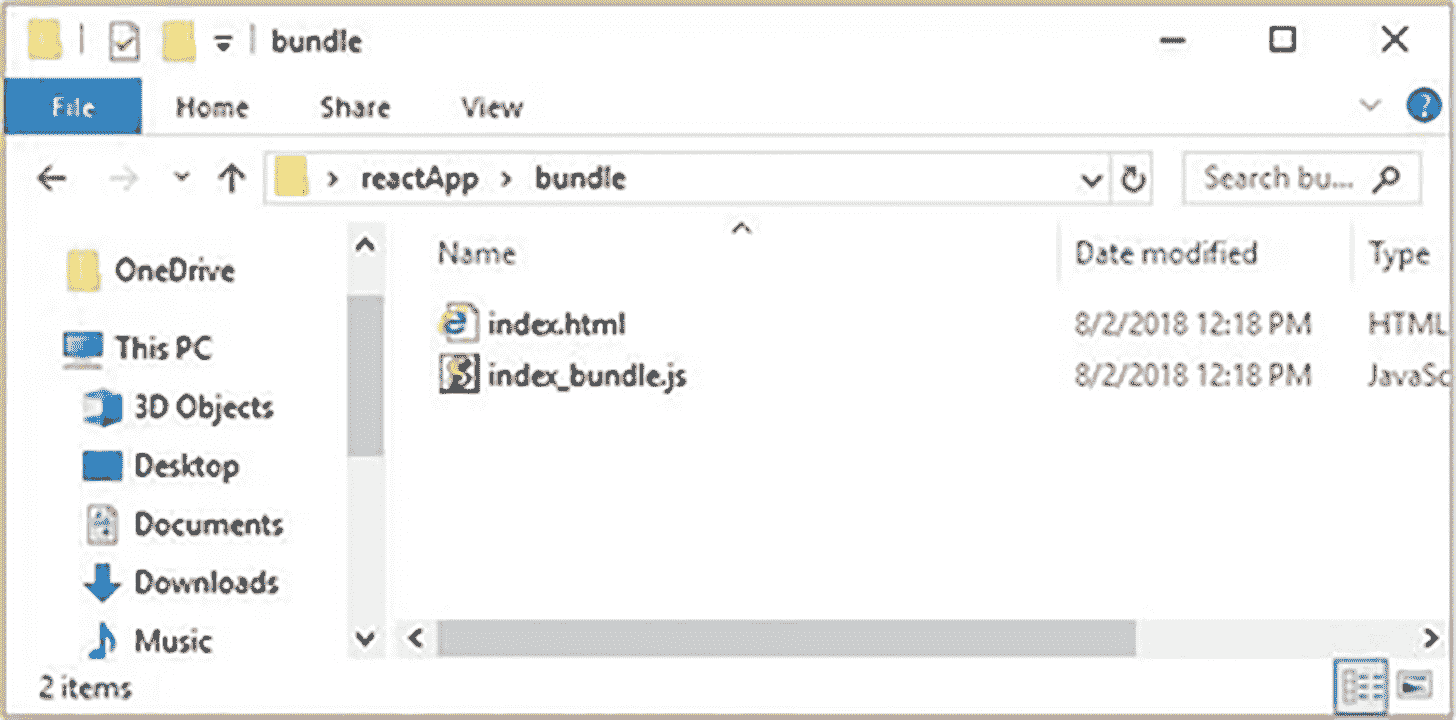 bundle
File Home Share View
reactApp bundle Search bu...
Name Date modified Type
OneDrive
index.html 8/2/2018 12:18 PM HTML
This PC
index_bundle.js 8/2/2018 12:18 PM JavaSc
3D Objects
Desktop
Documents
Downloads
Music
2 items